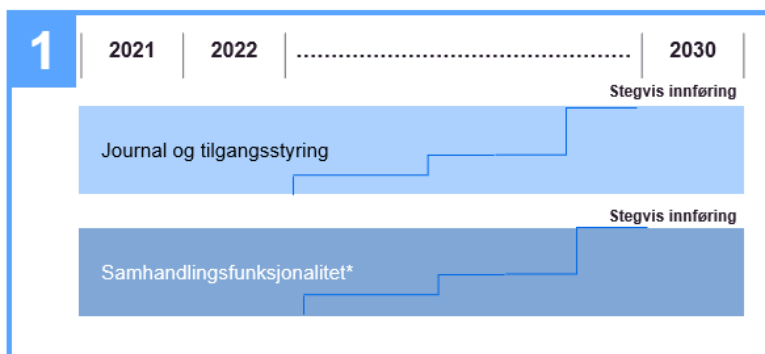 1
2021 2022 ................................................ 2030
Stegvis innføring
Journal og tilgangsstyring
Stegvis innføring
Samhandlingsfunksjonalitet*